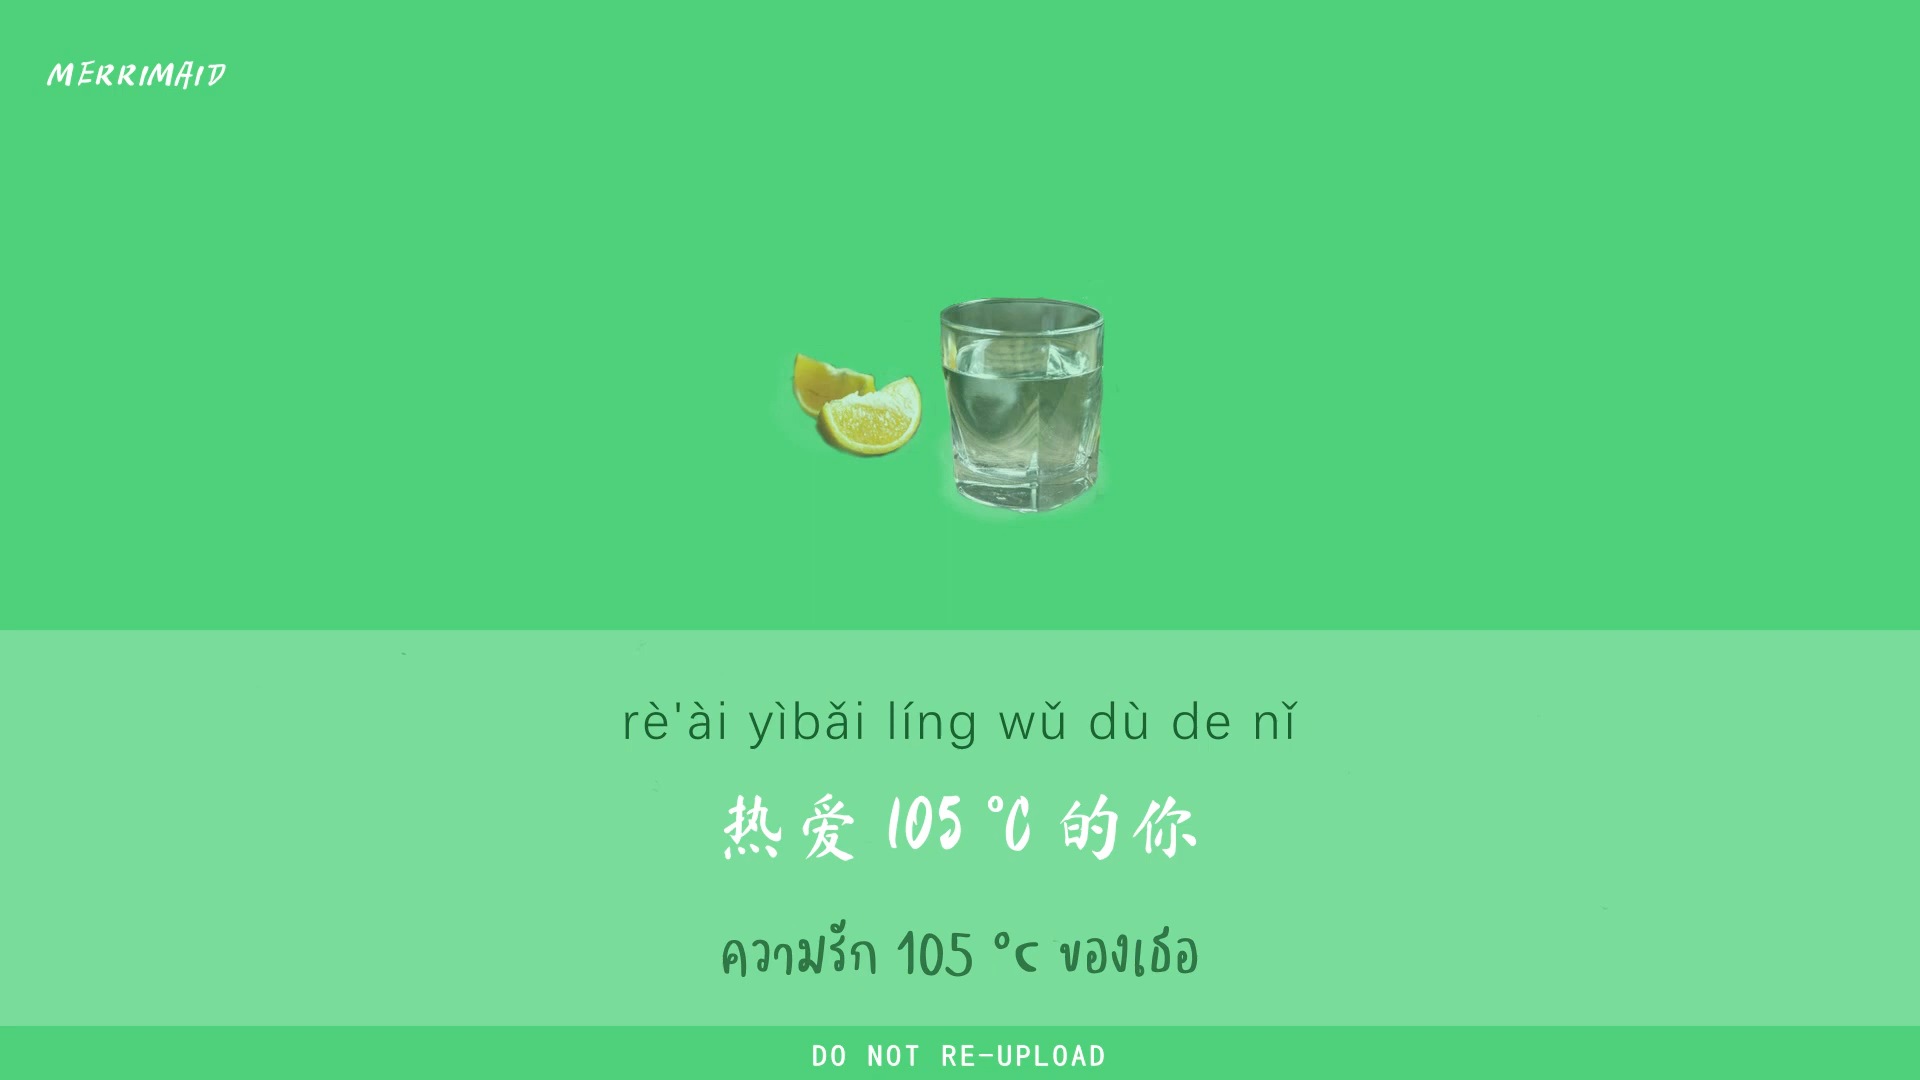 MERRIMAID
rè'ài yìbǎi líng wǔ dù de nǐ
热爱 105 °C 的你
ความรัก 105 °c ของเธอ
DO NOT RE-UPLOAD